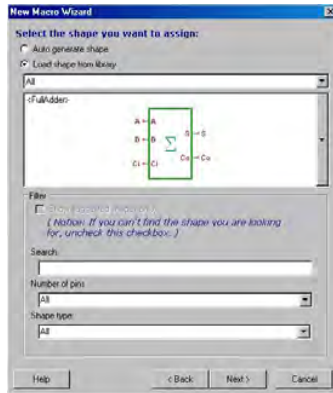 New Macro Wizard
Select the shape you want to assign:
Auto generate shape
Load shape from library
All
<FullAdder>
A A
B B Σ S S
Ci Ci Co Co
Filter
( Notice: If you can't find the shape you are looking
for, uncheck this checkbox. )
Search:
Number of pins:
All
Shape type:
All
Help
< Back
Next >
Cancel